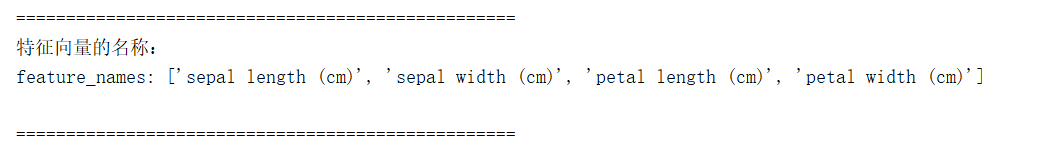 ==================================================
特征向量的名称：
feature_names: ['sepal length (cm)', 'sepal width (cm)', 'petal length (cm)', 'petal width (cm)']
==================================================